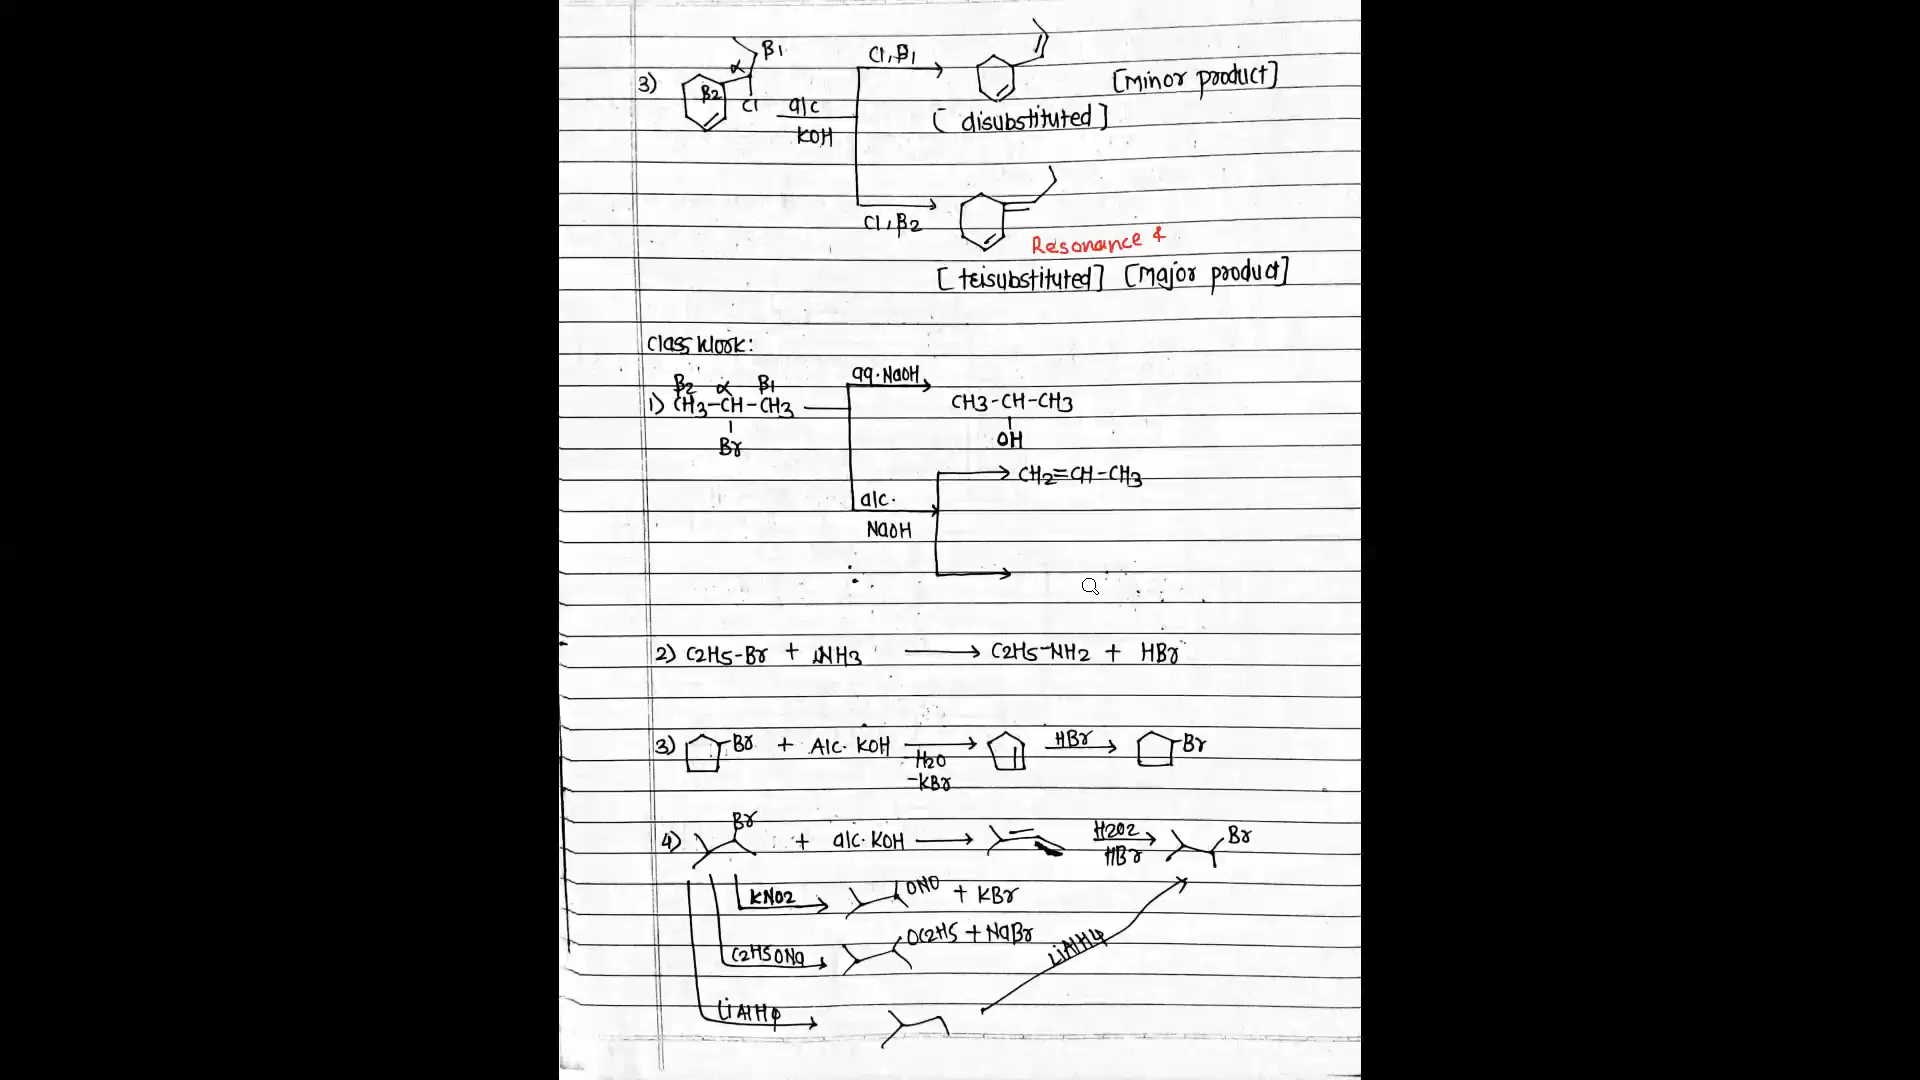 3) β1 α β2 Cl alc KOH
Cl, β1 [Minor product]
[disubstituted]
Cl, β2
Resonance &
[trisubstituted] [Major product]
Class Work:
β2 α β1 aq. NaOH
1) CH3-CH-CH3 CH3-CH-CH3
Br OH
CH2=CH-CH3
alc.
NaOH
2) C2H5-Br + NH3 → C2H5-NH2 + HBr
3) Br + Alc. KOH → HBr → Br
-H2O
-KBr
4) Br + alc. KOH → H2O2 → Br
HBr
KNO2 → ONO + KBr
C2H5ONa → OC2H5 + NaBr
LiAlH4 → LiAlH4